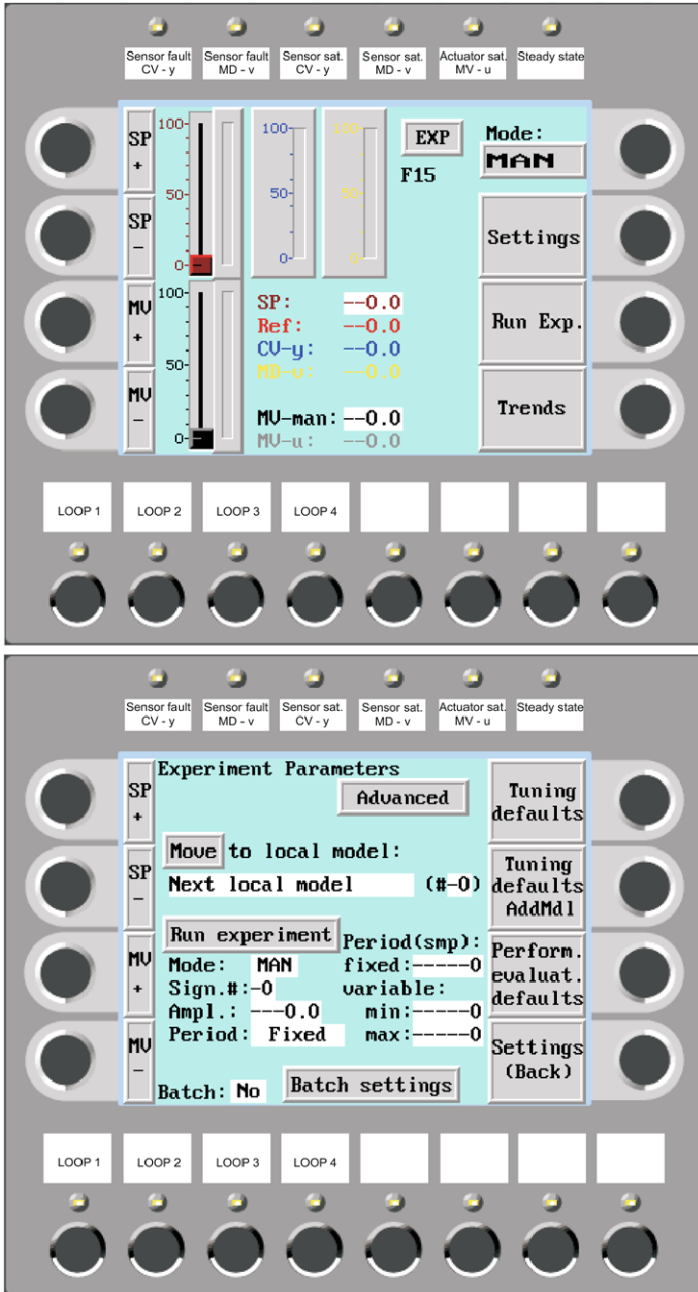 Sensor fault Sensor fault Sensor sat. Sensor sat. Actuator sat. Steady state
CV - y MD - v CV - y MD - v MV - u
SP
+
SP
–
MV
+
MV
–
100
50
0
100
50
0
100
50
0
100
50
0
EXP
F15
Mode:
MAN
Settings
Run Exp.
Trends
SP: --0.0
Ref: --0.0
CV-y: --0.0
MD-v: --0.0
MV-man: --0.0
MV-u: --0.0
LOOP 1 LOOP 2 LOOP 3 LOOP 4
Sensor fault Sensor fault Sensor sat. Sensor sat. Actuator sat. Steady state
CV - y MD - v CV - y MD - v MV - u
SP
+
SP
–
MV
+
MV
–
Experiment Parameters
Advanced
Move to local model:
Next local model (#-0)
Run experiment
Mode: MAN
Sign.#:-0
Ampl.: ---0.0
Period: Fixed
Period(smp):
fixed:-----0
variable:
min:-----0
max:-----0
Batch: No Batch settings
Tuning
defaults
Tuning
defaults
AddMdl
Perform.
evaluat.
defaults
Settings
(Back)
LOOP 1 LOOP 2 LOOP 3 LOOP 4